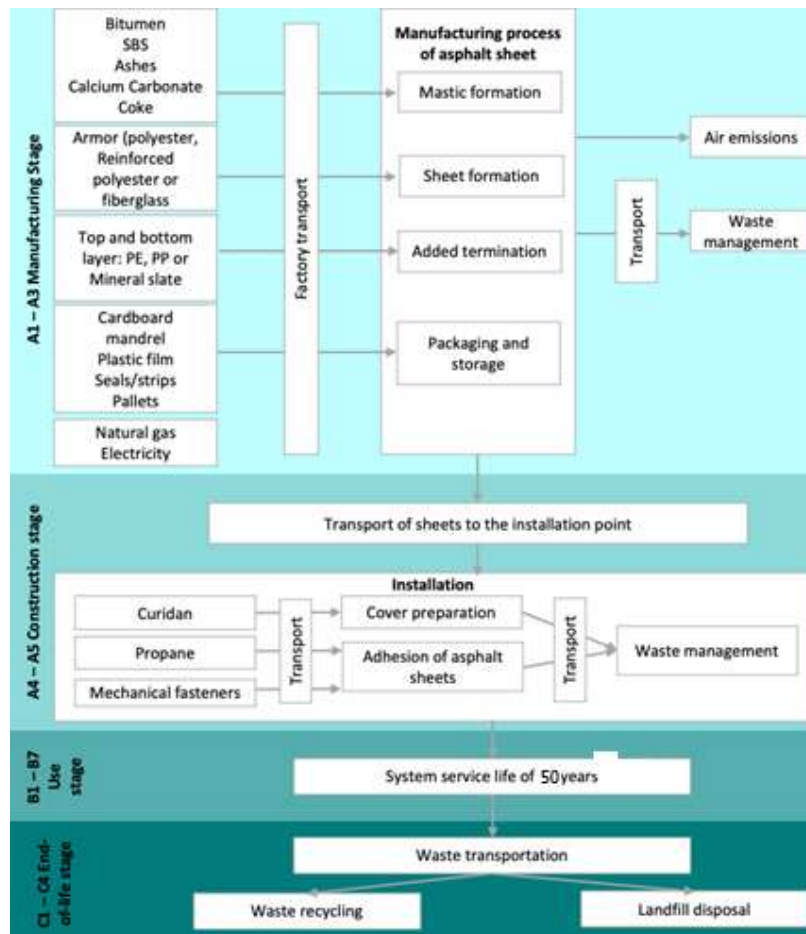 A1 – A3 Manufacturing Stage
Bitumen
SBS
Ashes
Calcium Carbonate
Coke
Armor (polyester,
Reinforced
polyester or
fiberglass
Top and bottom
layer: PE, PP or
Mineral slate
Cardboard
mandrel
Plastic film
Seals/strips
Pallets
Natural gas
Electricity
Factory transport
Manufacturing process
of asphalt sheet
Mastic formation
Sheet formation
Added termination
Packaging and
storage
Air emissions
Transport
Waste
management
A4 – A5 Construction stage
Transport of sheets to the installation point
Installation
Curidan
Propane
Mechanical fasteners
Transport
Cover preparation
Adhesion of asphalt
sheets
Transport
Waste management
B1 – B7
Use
stage
System service life of 50years
C1 – C4 End-
of-life stage
Waste transportation
Waste recycling
Landfill disposal